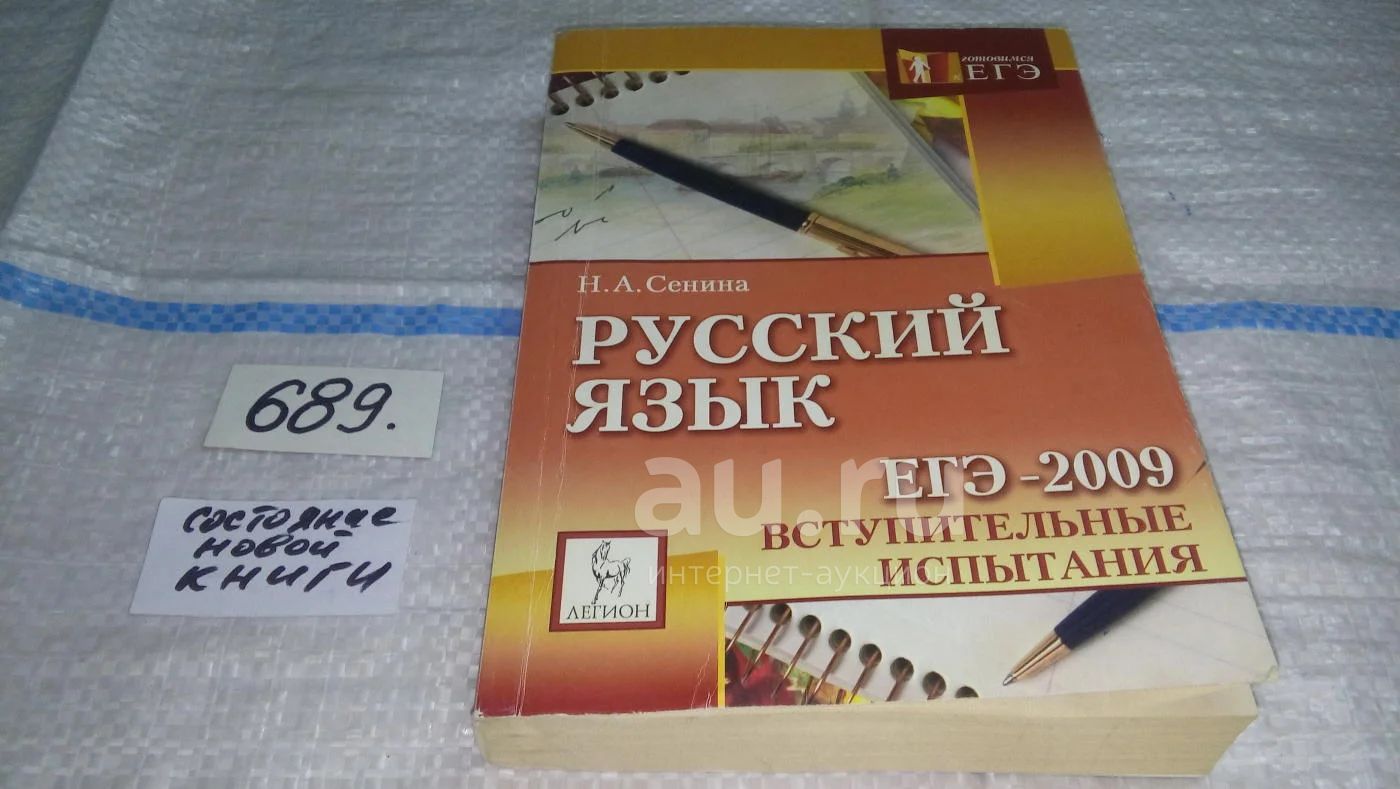 готовимся
к ЕГЭ
Н. А. Сенина
РУССКИЙ
ЯЗЫК
ЕГЭ -2009
ВСТУПИТЕЛЬНЫЕ
ИСПЫТАНИЯ
ЛЕГИОН
689.
состояние
новой
книги
au.ru
интернет-аукцион